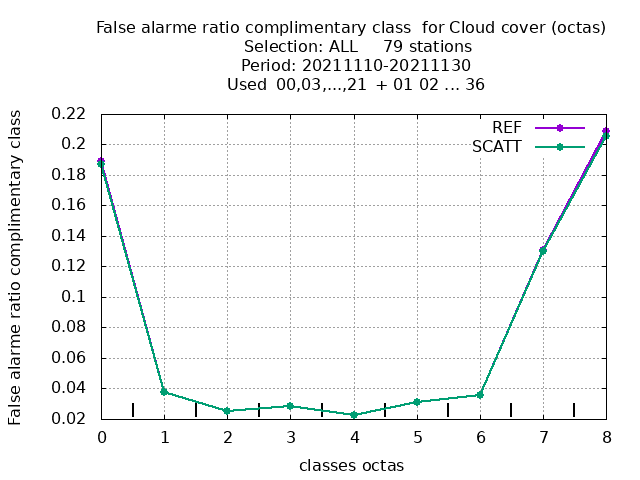 False alarme ratio complimentary class  for Cloud cover (octas)
Selection: ALL     79 stations
Period: 20211110-20211130
Used  00,03,...,21  + 01 02 ... 36
REF
SCATT
False alarme ratio complimentary class
0.22
0.2
0.18
0.16
0.14
0.12
0.1
0.08
0.06
0.04
0.02
0 1 2 3 4 5 6 7 8
classes octas